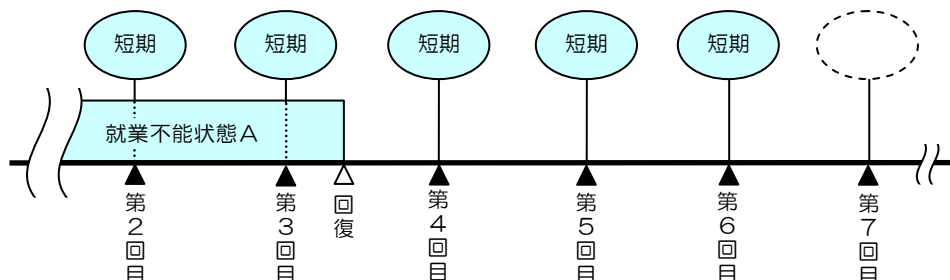 短期
短期
短期
短期
短期
就業不能状態A
第2回目
第3回目
回復
第4回目
第5回目
第6回目
第7回目